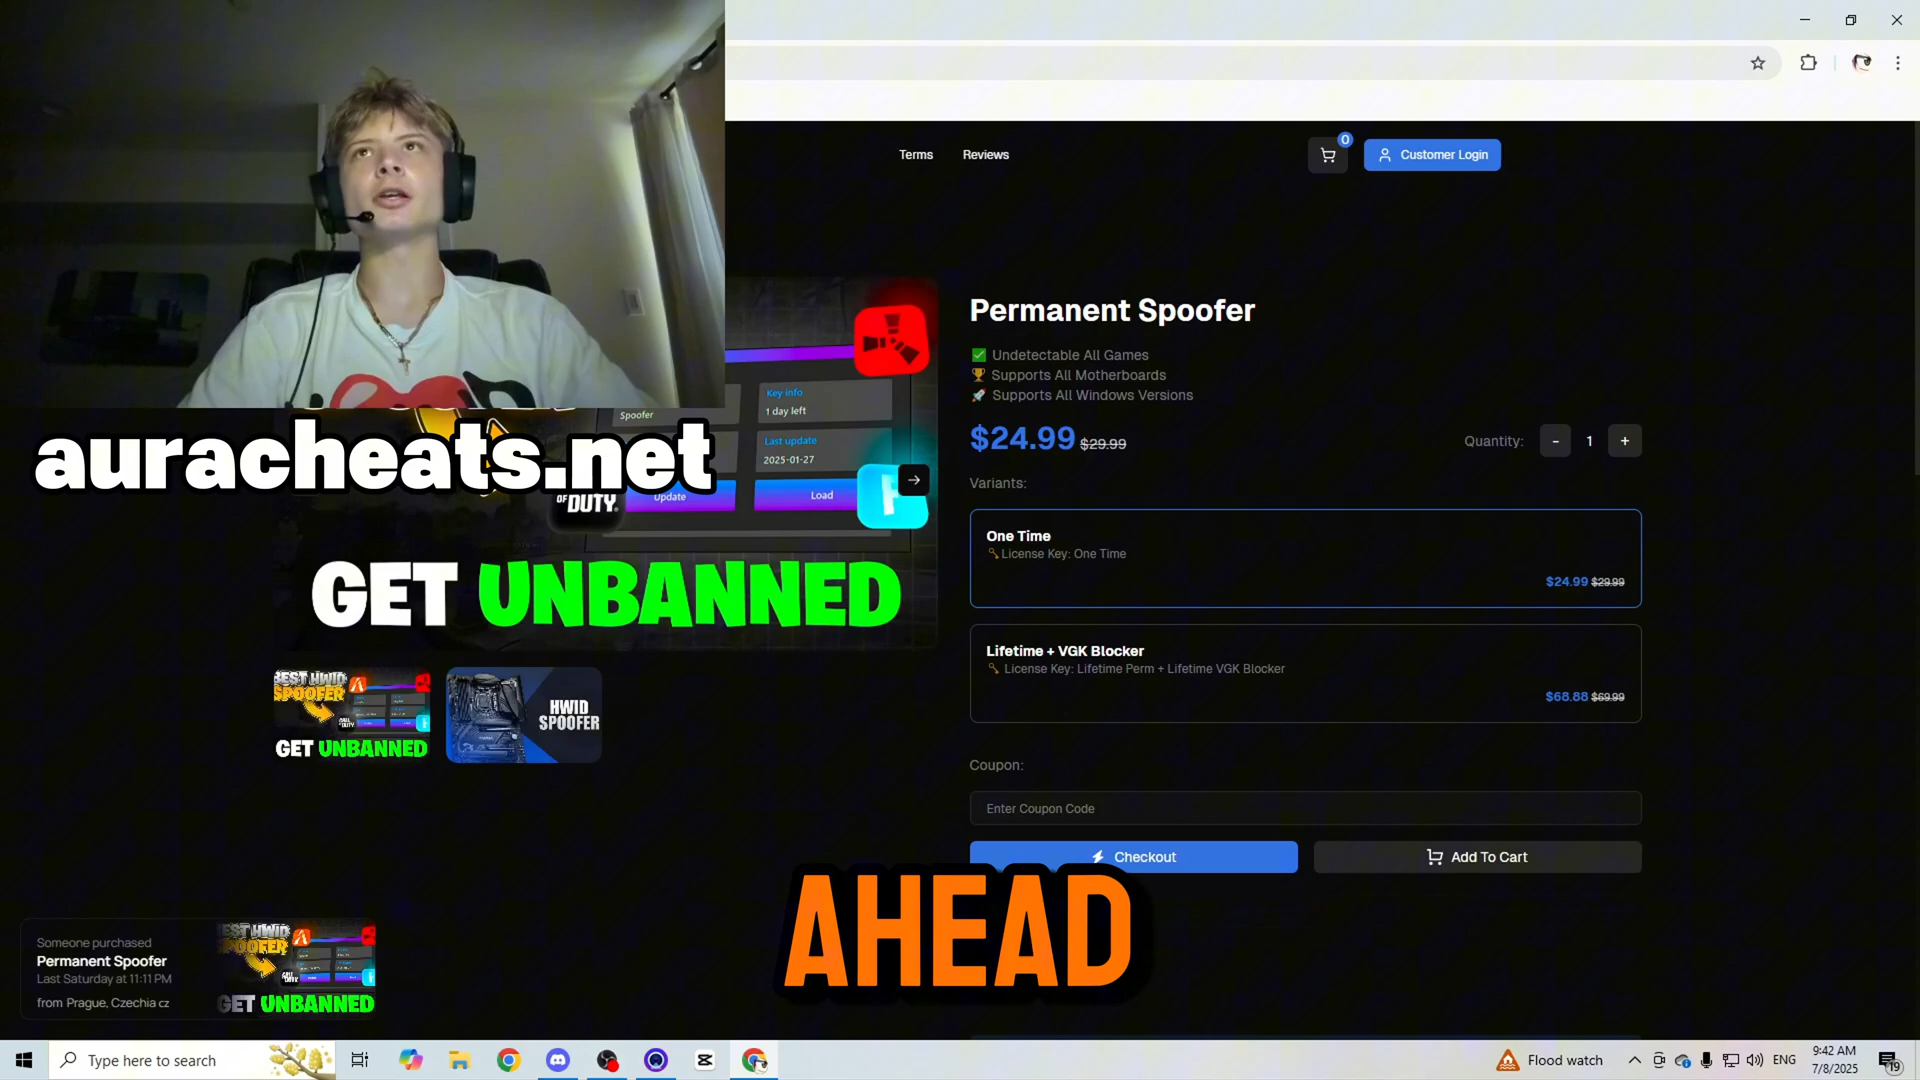 Terms
Reviews
0
Customer Login
Permanent Spoofer
Undetectable All Games
Supports All Motherboards
Supports All Windows Versions
$24.99 $29.99
Quantity:
-
1
+
Variants:
One Time
License Key: One Time
$24.99 $29.99
Lifetime + VGK Blocker
License Key: Lifetime Perm + Lifetime VGK Blocker
$68.88 $69.99
Coupon:
Enter Coupon Code
Checkout
Add To Cart
Key info
1 day left
Spoofer
Last update
2025-01-27
Update
Load
OF DUTY
auracheats.net
GET UNBANNED
BEST HWID
SPOOFER
GET UNBANNED
HWID
SPOOFER
AHEAD
Someone purchased
Permanent Spoofer
Last Saturday at 11:11 PM
from Prague, Czechia cz
GET UNBANNED
Type here to search
Flood watch
ENG
9:42 AM
7/8/2025
19